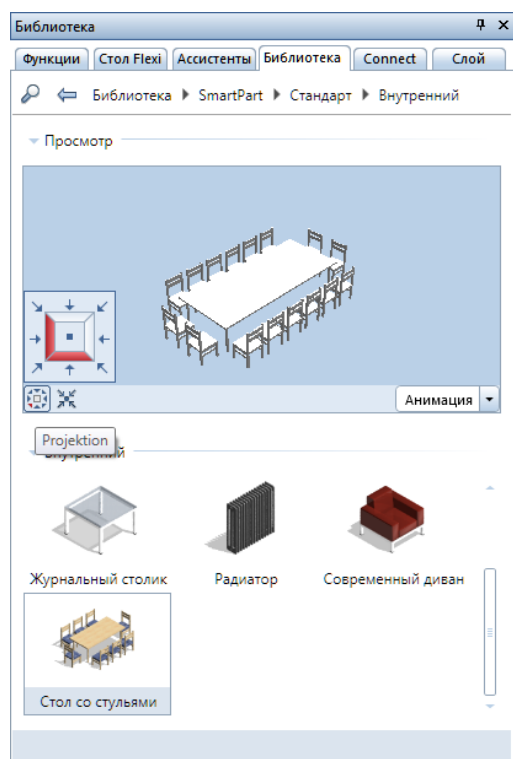 Библиотека
Функции Стол Flexi Ассистенты Библиотека Connect Слой
Библиотека SmartPart Стандарт Внутренний
Просмотр
Анимация
Projektion
Внутренний
Журнальный столик Радиатор Современный диван
Стол со стульями